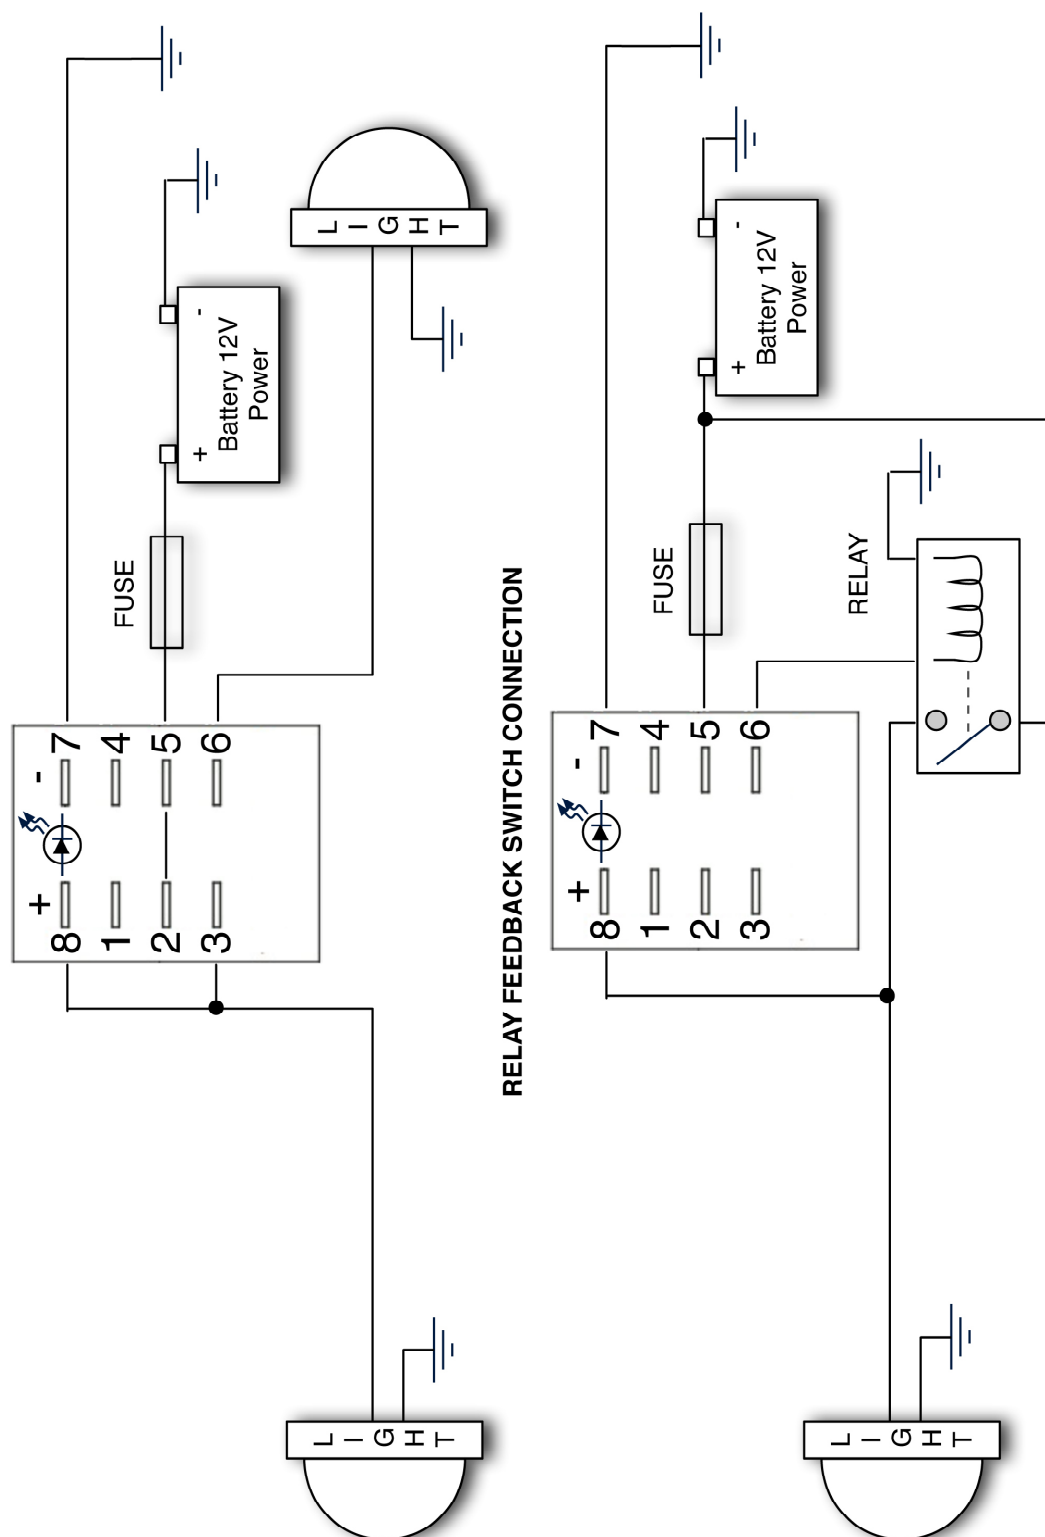 + -
8 7
1 4
FUSE
2 5
3 6
+ -
Battery 12V
Power
LIGHT
LIGHT
RELAY FEEDBACK SWITCH CONNECTION
+ -
8 7
1 4
FUSE
2 5
3 6
+ -
Battery 12V
Power
RELAY
LIGHT